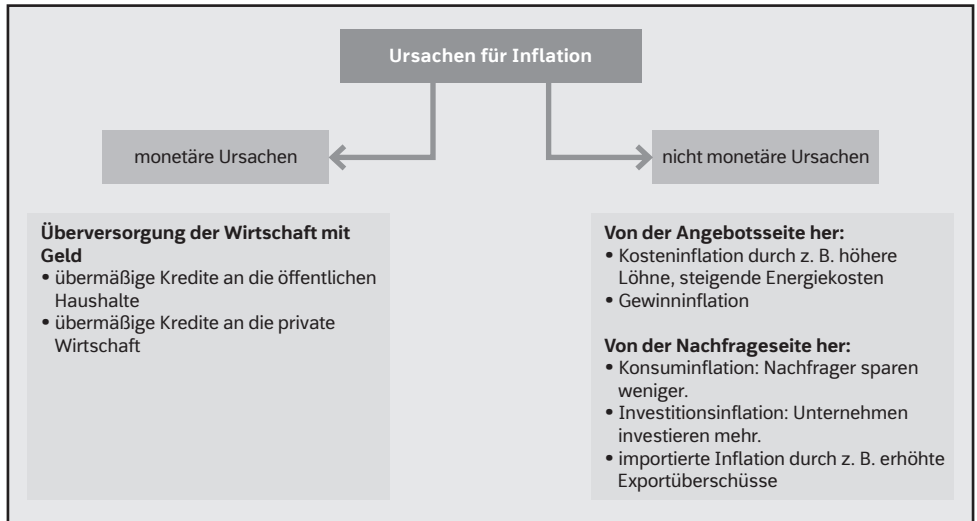 Ursachen für Inflation
monetäre Ursachen
nicht monetäre Ursachen
Überversorgung der Wirtschaft mit
Geld
• übermäßige Kredite an die öffentlichen
Haushalte
• übermäßige Kredite an die private
Wirtschaft
Von der Angebotsseite her:
• Kosteninflation durch z. B. höhere
Löhne, steigende Energiekosten
• Gewinninflation
Von der Nachfrageseite her:
• Konsuminflation: Nachfrager sparen
weniger.
• Investitionsinflation: Unternehmen
investieren mehr.
• importierte Inflation durch z. B. erhöhte
Exportüberschüsse